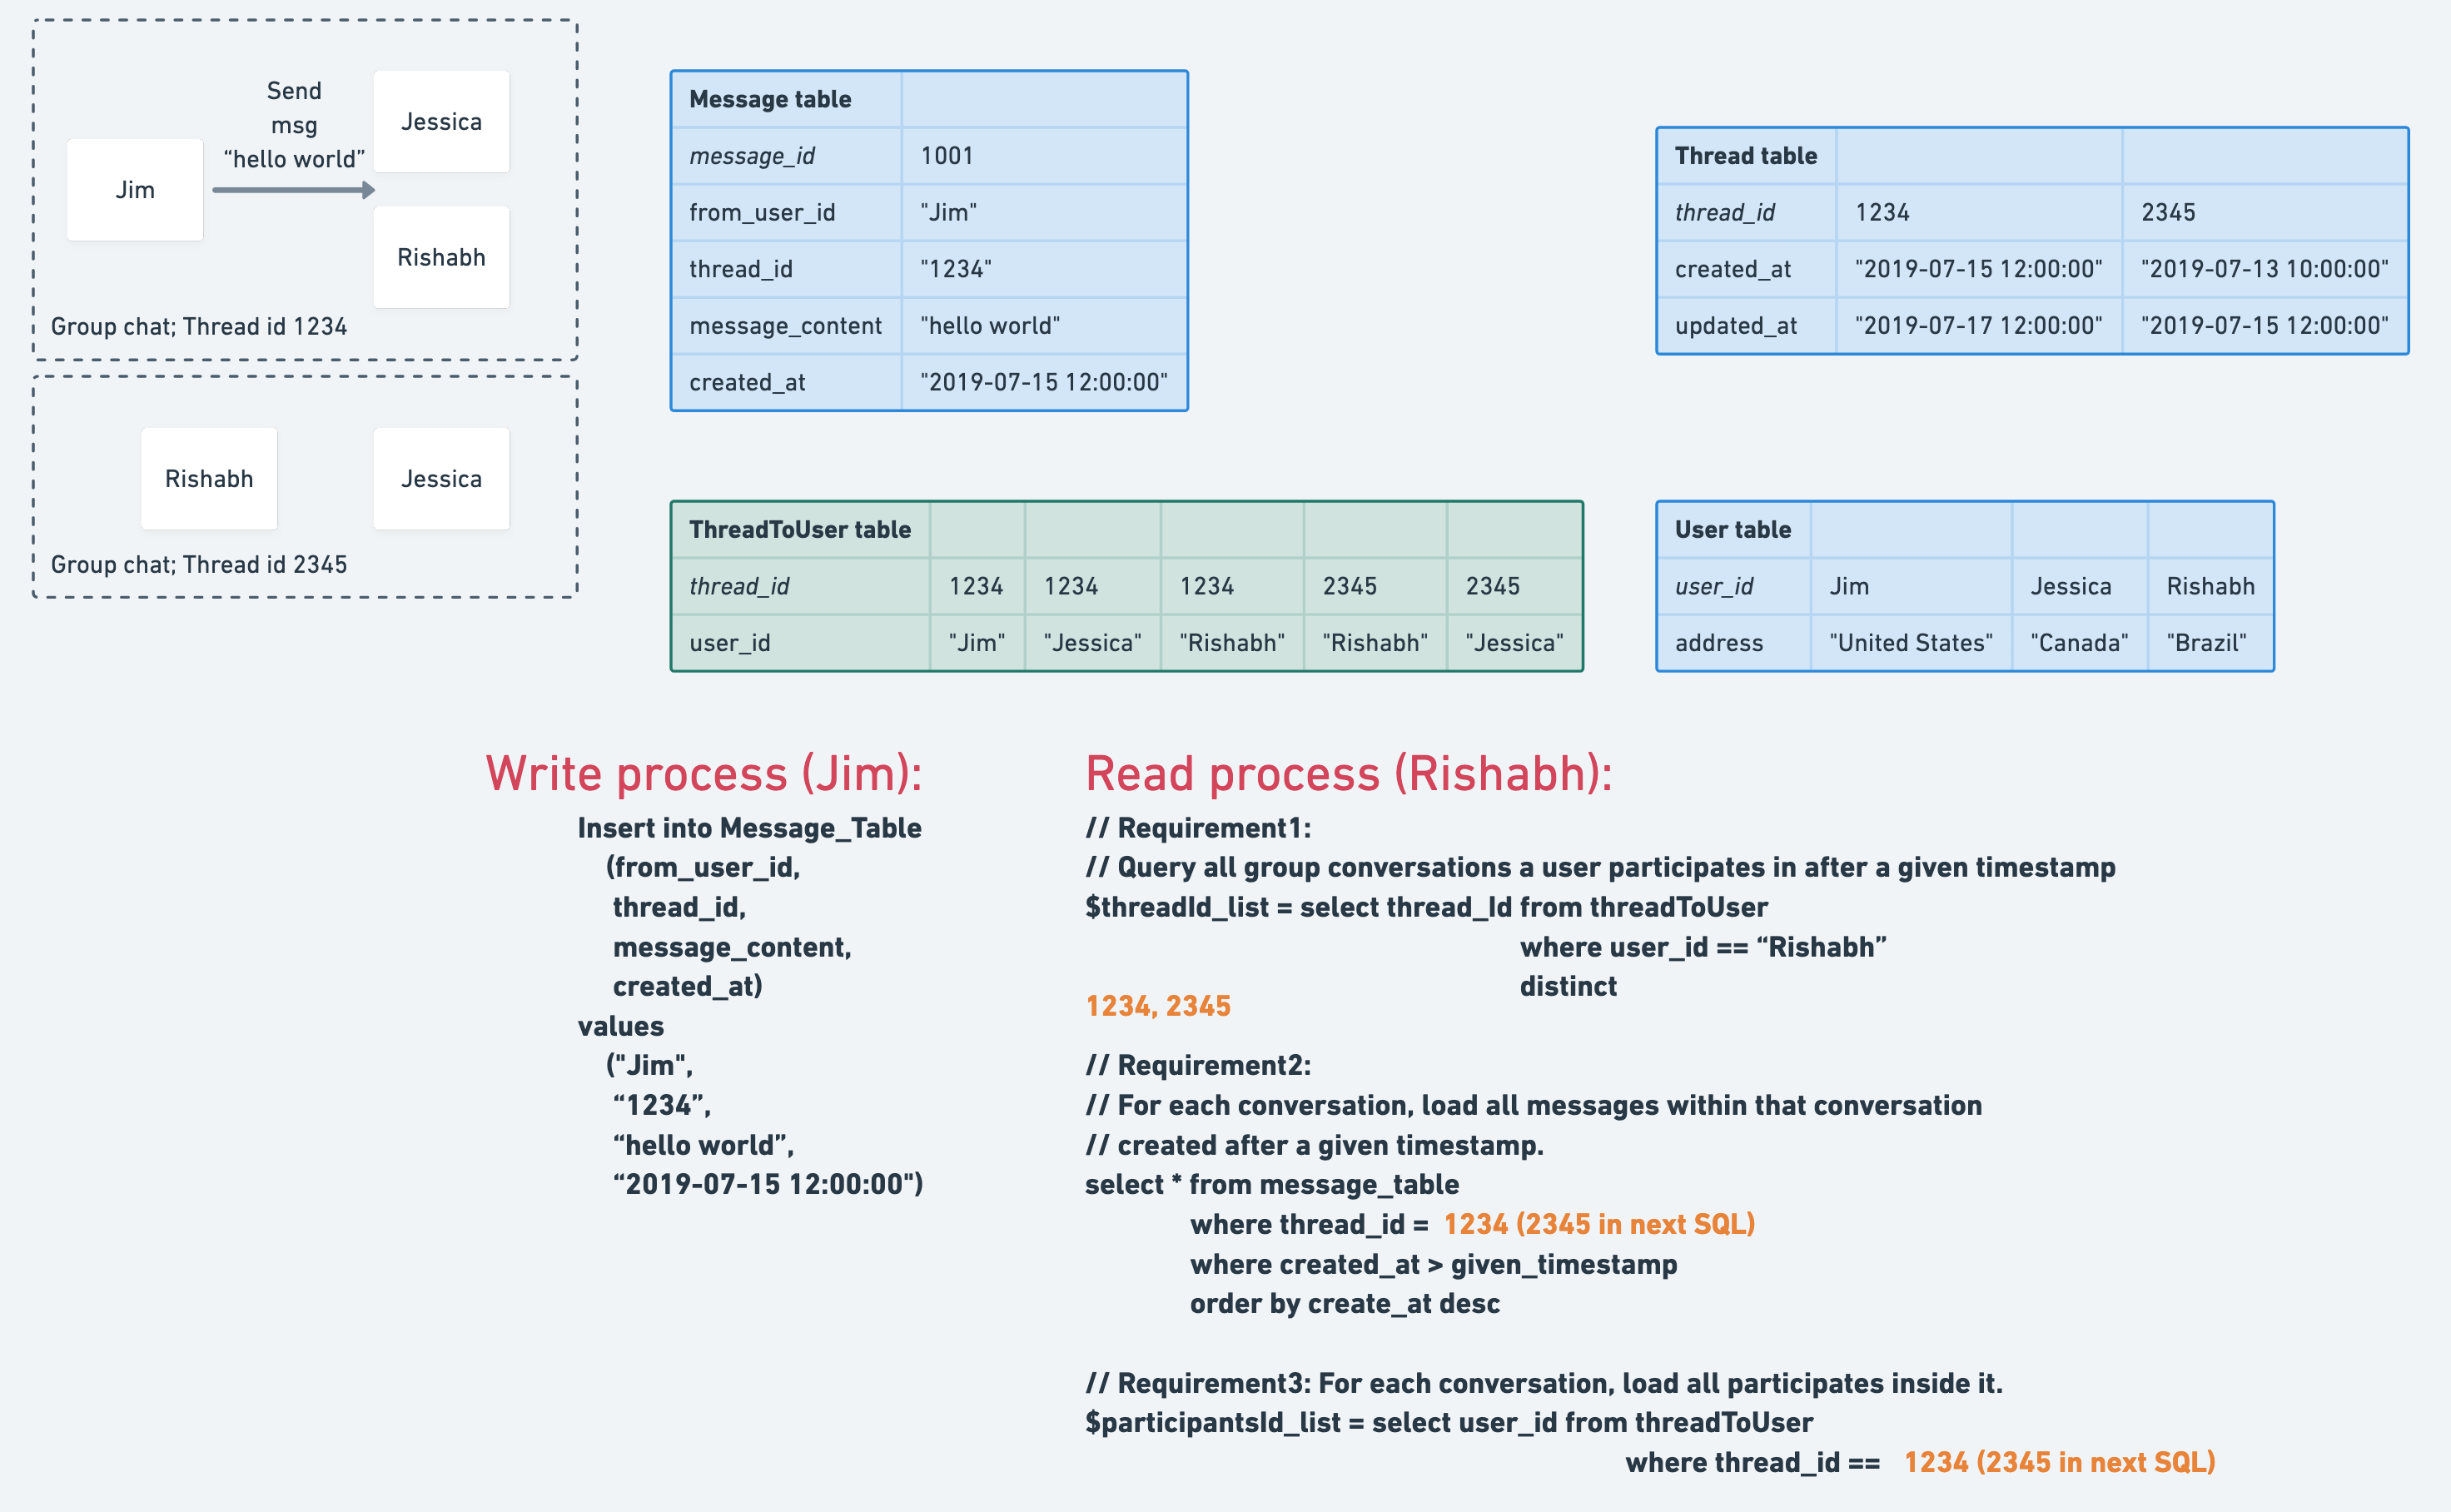 Send
msg
“hello world”
Jim
Jessica
Rishabh
Group chat; Thread id 1234
Rishabh
Jessica
Group chat; Thread id 2345
Message table
message_id 1001
from_user_id "Jim"
thread_id "1234"
message_content "hello world"
created_at "2019-07-15 12:00:00"
Thread table
thread_id 1234 2345
created_at "2019-07-15 12:00:00" "2019-07-13 10:00:00"
updated_at "2019-07-17 12:00:00" "2019-07-15 12:00:00"
ThreadToUser table
thread_id 1234 1234 1234 2345 2345
user_id "Jim" "Jessica" "Rishabh" "Rishabh" "Jessica"
User table
user_id Jim Jessica Rishabh
address "United States" "Canada" "Brazil"
Write process (Jim):
Insert into Message_Table
(from_user_id,
thread_id,
message_content,
created_at)
values
("Jim",
“1234”,
“hello world”,
“2019-07-15 12:00:00")
Read process (Rishabh):
// Requirement1:
// Query all group conversations a user participates in after a given timestamp
$threadId_list = select thread_Id from threadToUser
where user_id == “Rishabh”
distinct
1234, 2345
// Requirement2:
// For each conversation, load all messages within that conversation
// created after a given timestamp.
select * from message_table
where thread_id = 1234 (2345 in next SQL)
where created_at > given_timestamp
order by create_at desc
// Requirement3: For each conversation, load all participates inside it.
$participantsId_list = select user_id from threadToUser
where thread_id == 1234 (2345 in next SQL)